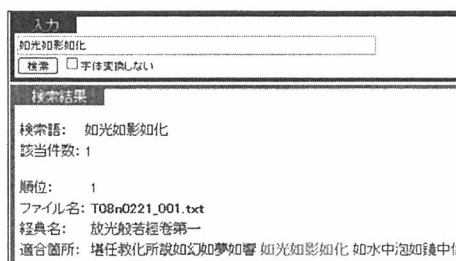 入力
如光如影如化
検索 字体変換しない
検索結果
検索語: 如光如影如化
該当件数: 1
順位: 1
ファイル名: T08n0221_001.txt
経典名: 放光般若經卷第一
適合箇所: 堪任教化所說如幻如夢如響 如光如影如化 如水中泡如鏡中